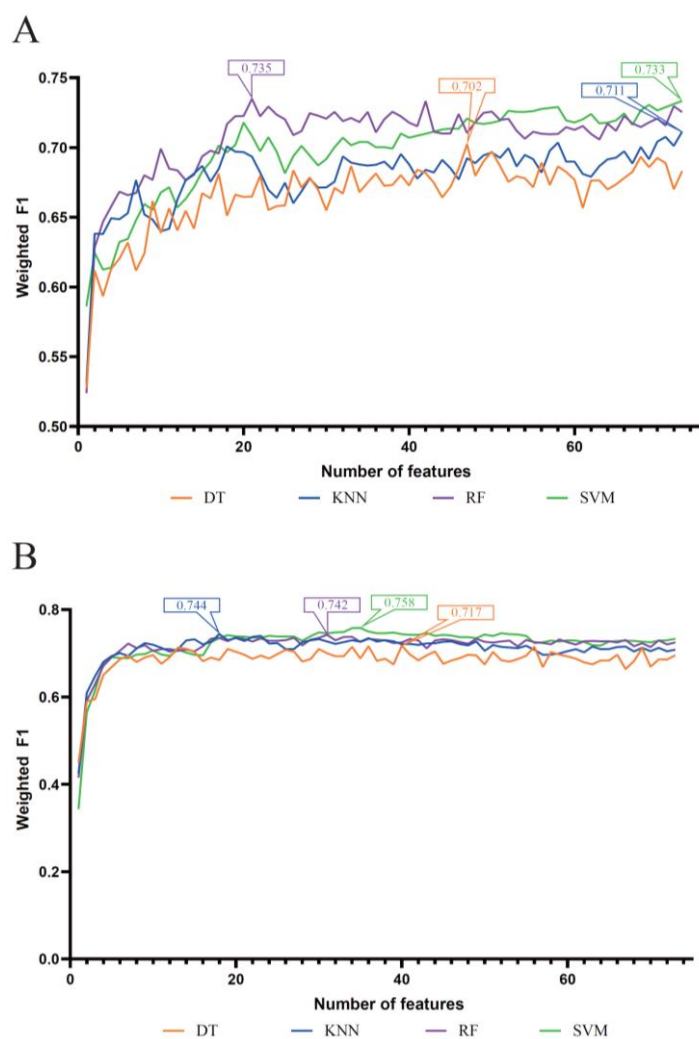 A
0.735
0.733
0.702
0.711
0.75
0.70
0.65
0.60
0.55
0.50
Weighted F1
0 20 40 60
Number of features
DT KNN RF SVM
B
0.744 0.742 0.758 0.717
0.8
0.6
0.4
0.2
0.0
Weighted F1
0 20 40 60
Number of features
DT KNN RF SVM